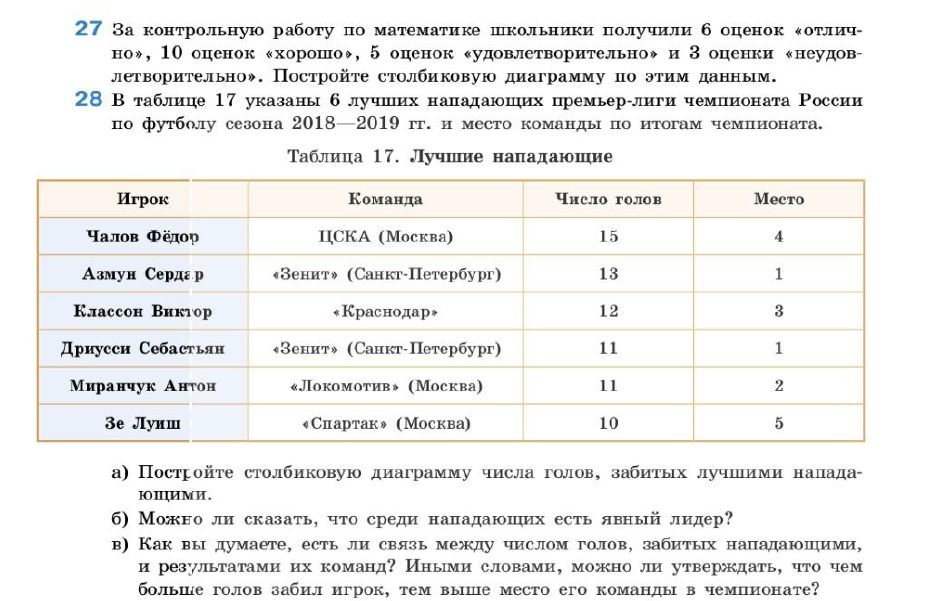 27 За контрольную работу по математике школьники получили 6 оценок «отлич-
но», 10 оценок «хорошо», 5 оценок «удовлетворительно» и 3 оценки «неудов-
летворительно». Постройте столбиковую диаграмму по этим данным.
28 В таблице 17 указаны 6 лучших нападающих премьер-лиги чемпионата России
по футболу сезона 2018—2019 гг. и место команды по итогам чемпионата.
Таблица 17. Лучшие нападающие
Игрок Команда Число голов Место
Чалов Фёдор ЦСКА (Москва) 15 4
Азмун Сердар «Зенит» (Санкт-Петербург) 13 1
Классон Виктор «Краснодар» 12 3
Дриусси Себастьян «Зенит» (Санкт-Петербург) 11 1
Миранчук Антон «Локомотив» (Москва) 11 2
Зе Луиш «Спартак» (Москва) 10 5
а) Постройте столбиковую диаграмму числа голов, забитых лучшими напада-
ющими.
б) Можно ли сказать, что среди нападающих есть явный лидер?
в) Как вы думаете, есть ли связь между числом голов, забитых нападающими,
и результатами их команд? Иными словами, можно ли утверждать, что чем
больше голов забил игрок, тем выше место его команды в чемпионате?